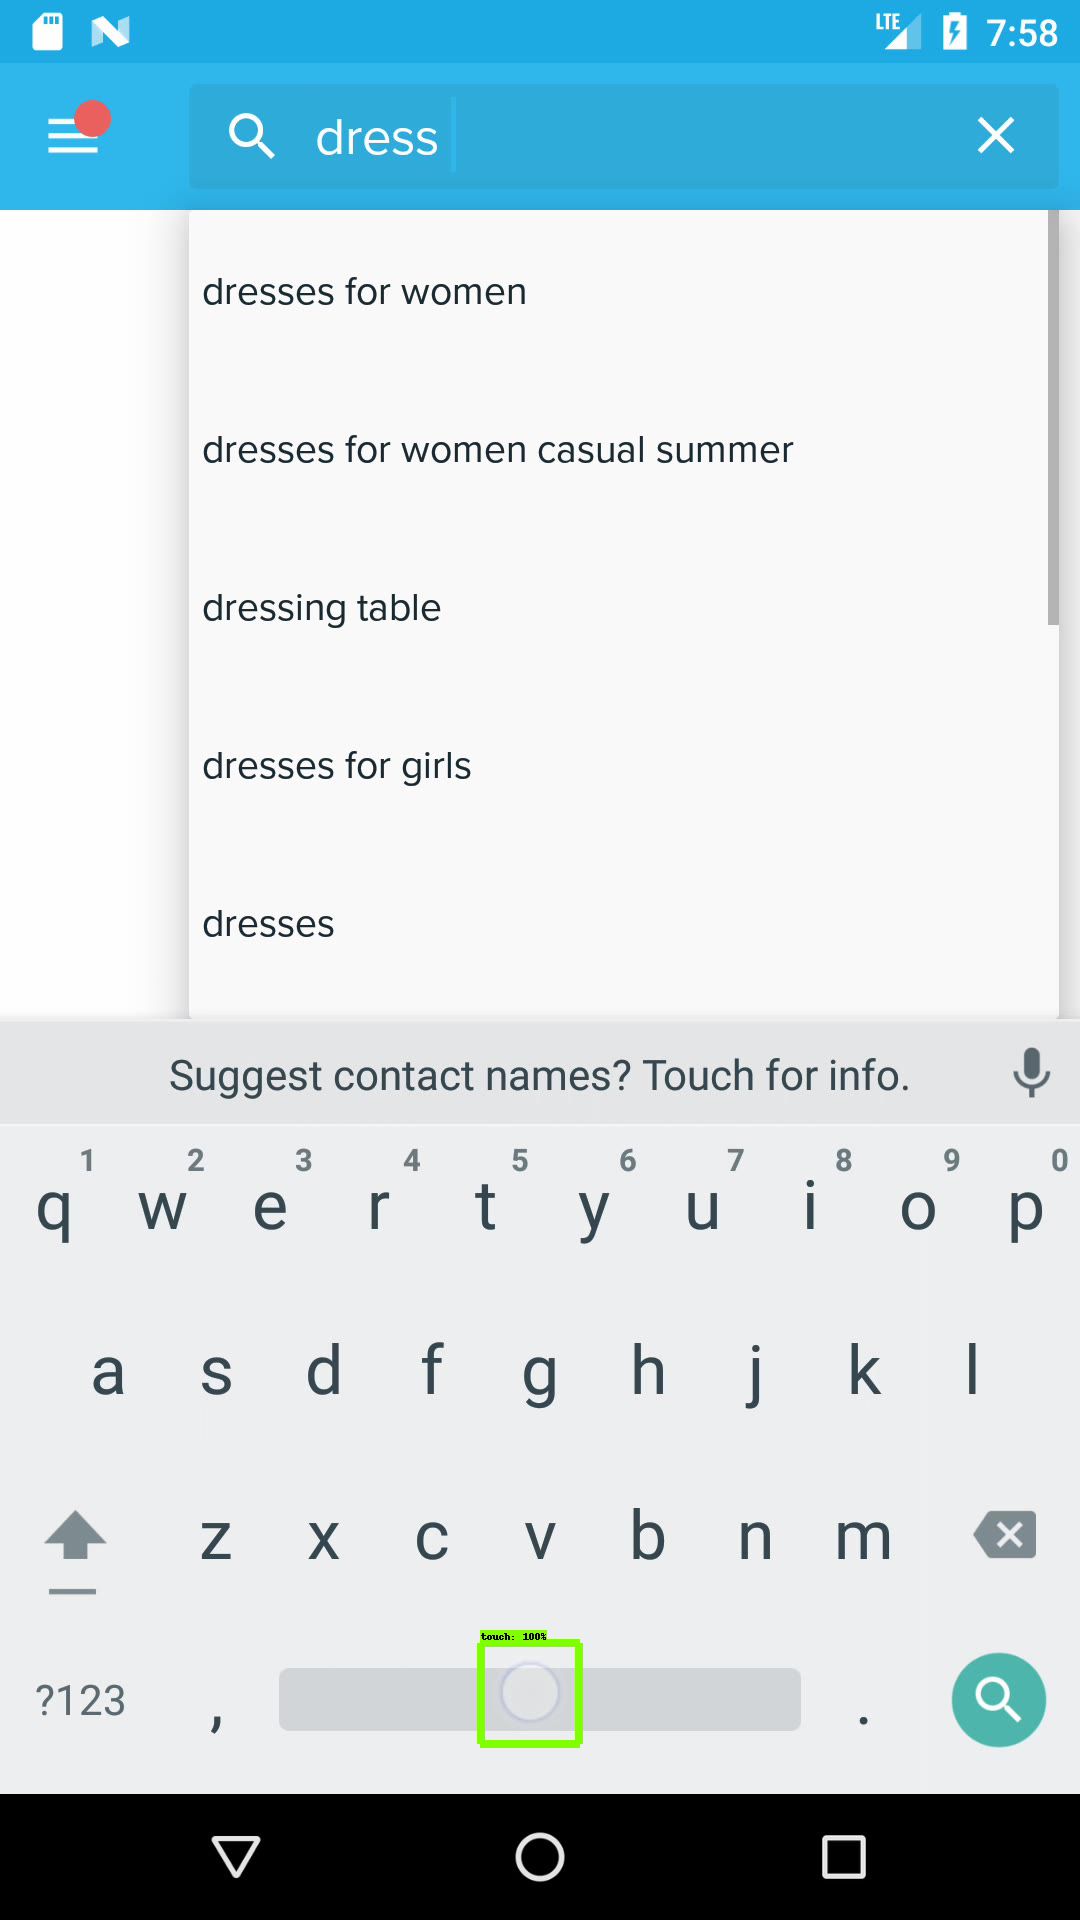 LTE 7:58
dress
dresses for women
dresses for women casual summer
dressing table
dresses for girls
dresses
Suggest contact names? Touch for info.
1 2 3 4 5 6 7 8 9 0
q w e r t y u i o p
a s d f g h j k l
z x c v b n m
touch: 100%
?123 , .